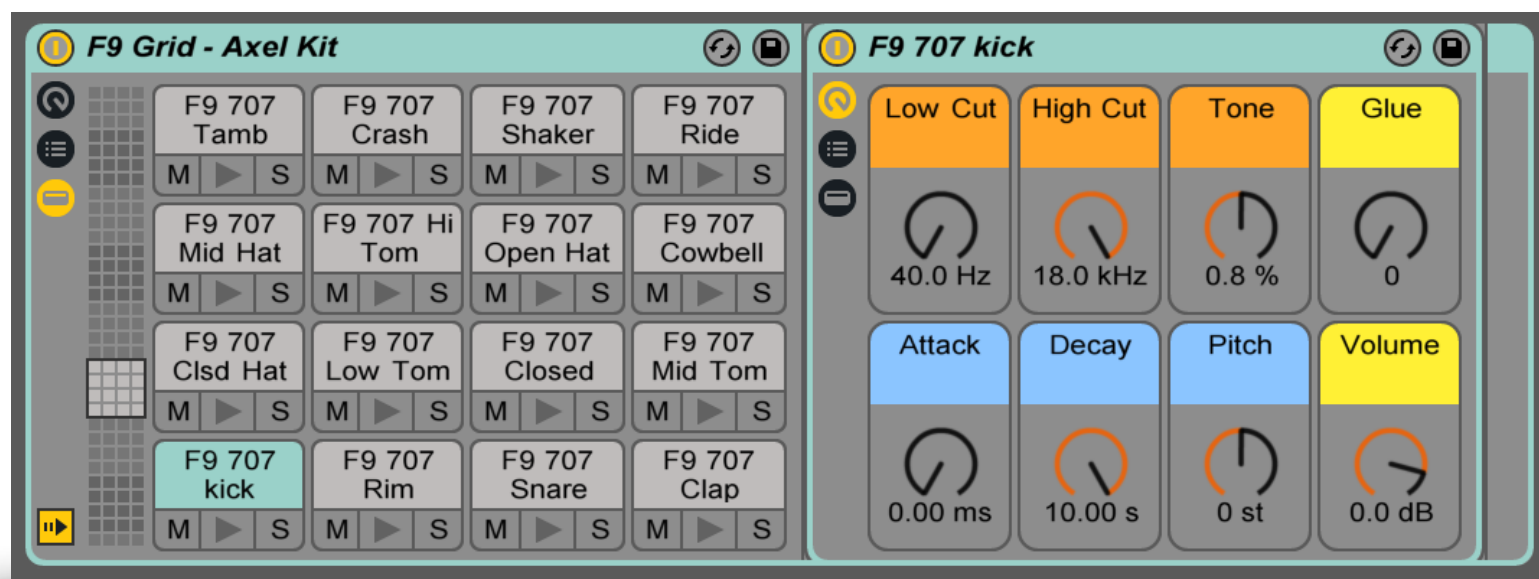 F9 Grid - Axel Kit
F9 707 kick
F9 707 Tamb
F9 707 Crash
F9 707 Shaker
F9 707 Ride
M S M S M S M S
F9 707 Mid Hat
F9 707 Hi Tom
F9 707 Open Hat
F9 707 Cowbell
M S M S M S M S
F9 707 Clsd Hat
F9 707 Low Tom
F9 707 Closed
F9 707 Mid Tom
M S M S M S M S
F9 707 kick
F9 707 Rim
F9 707 Snare
F9 707 Clap
M S M S M S M S
Low Cut High Cut Tone Glue
40.0 Hz 18.0 kHz 0.8 % 0
Attack Decay Pitch Volume
0.00 ms 10.00 s 0 st 0.0 dB